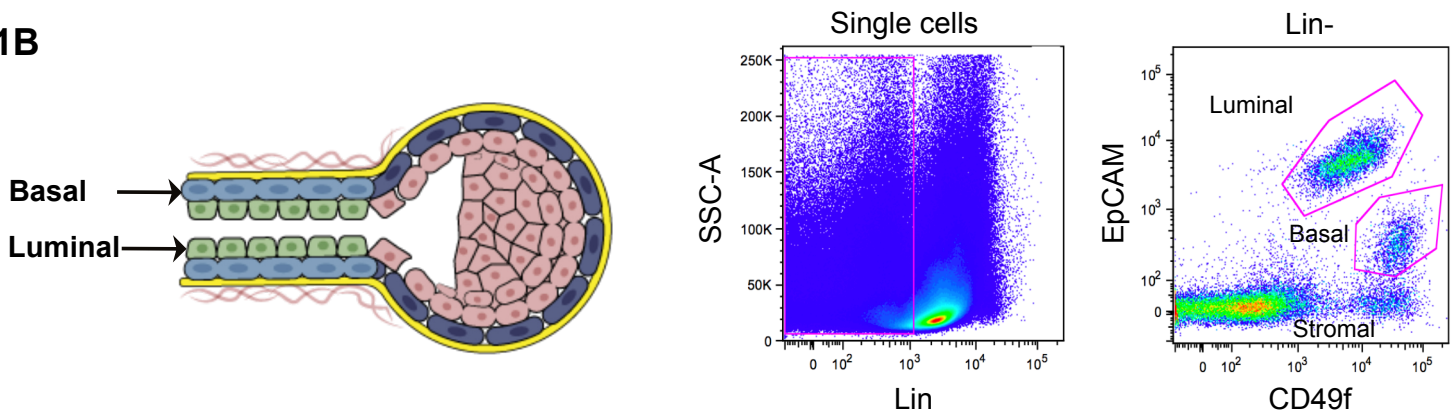 1B
Basal
Luminal
Single cells
250K
200K
150K
100K
50K
0
SSC-A
0 10² 10³ 10⁴ 10⁵
Lin
Lin-
10⁵
10⁴
10³
10²
0
EpCAM
Luminal
Basal
Stromal
0 10² 10³ 10⁴ 10⁵
CD49f